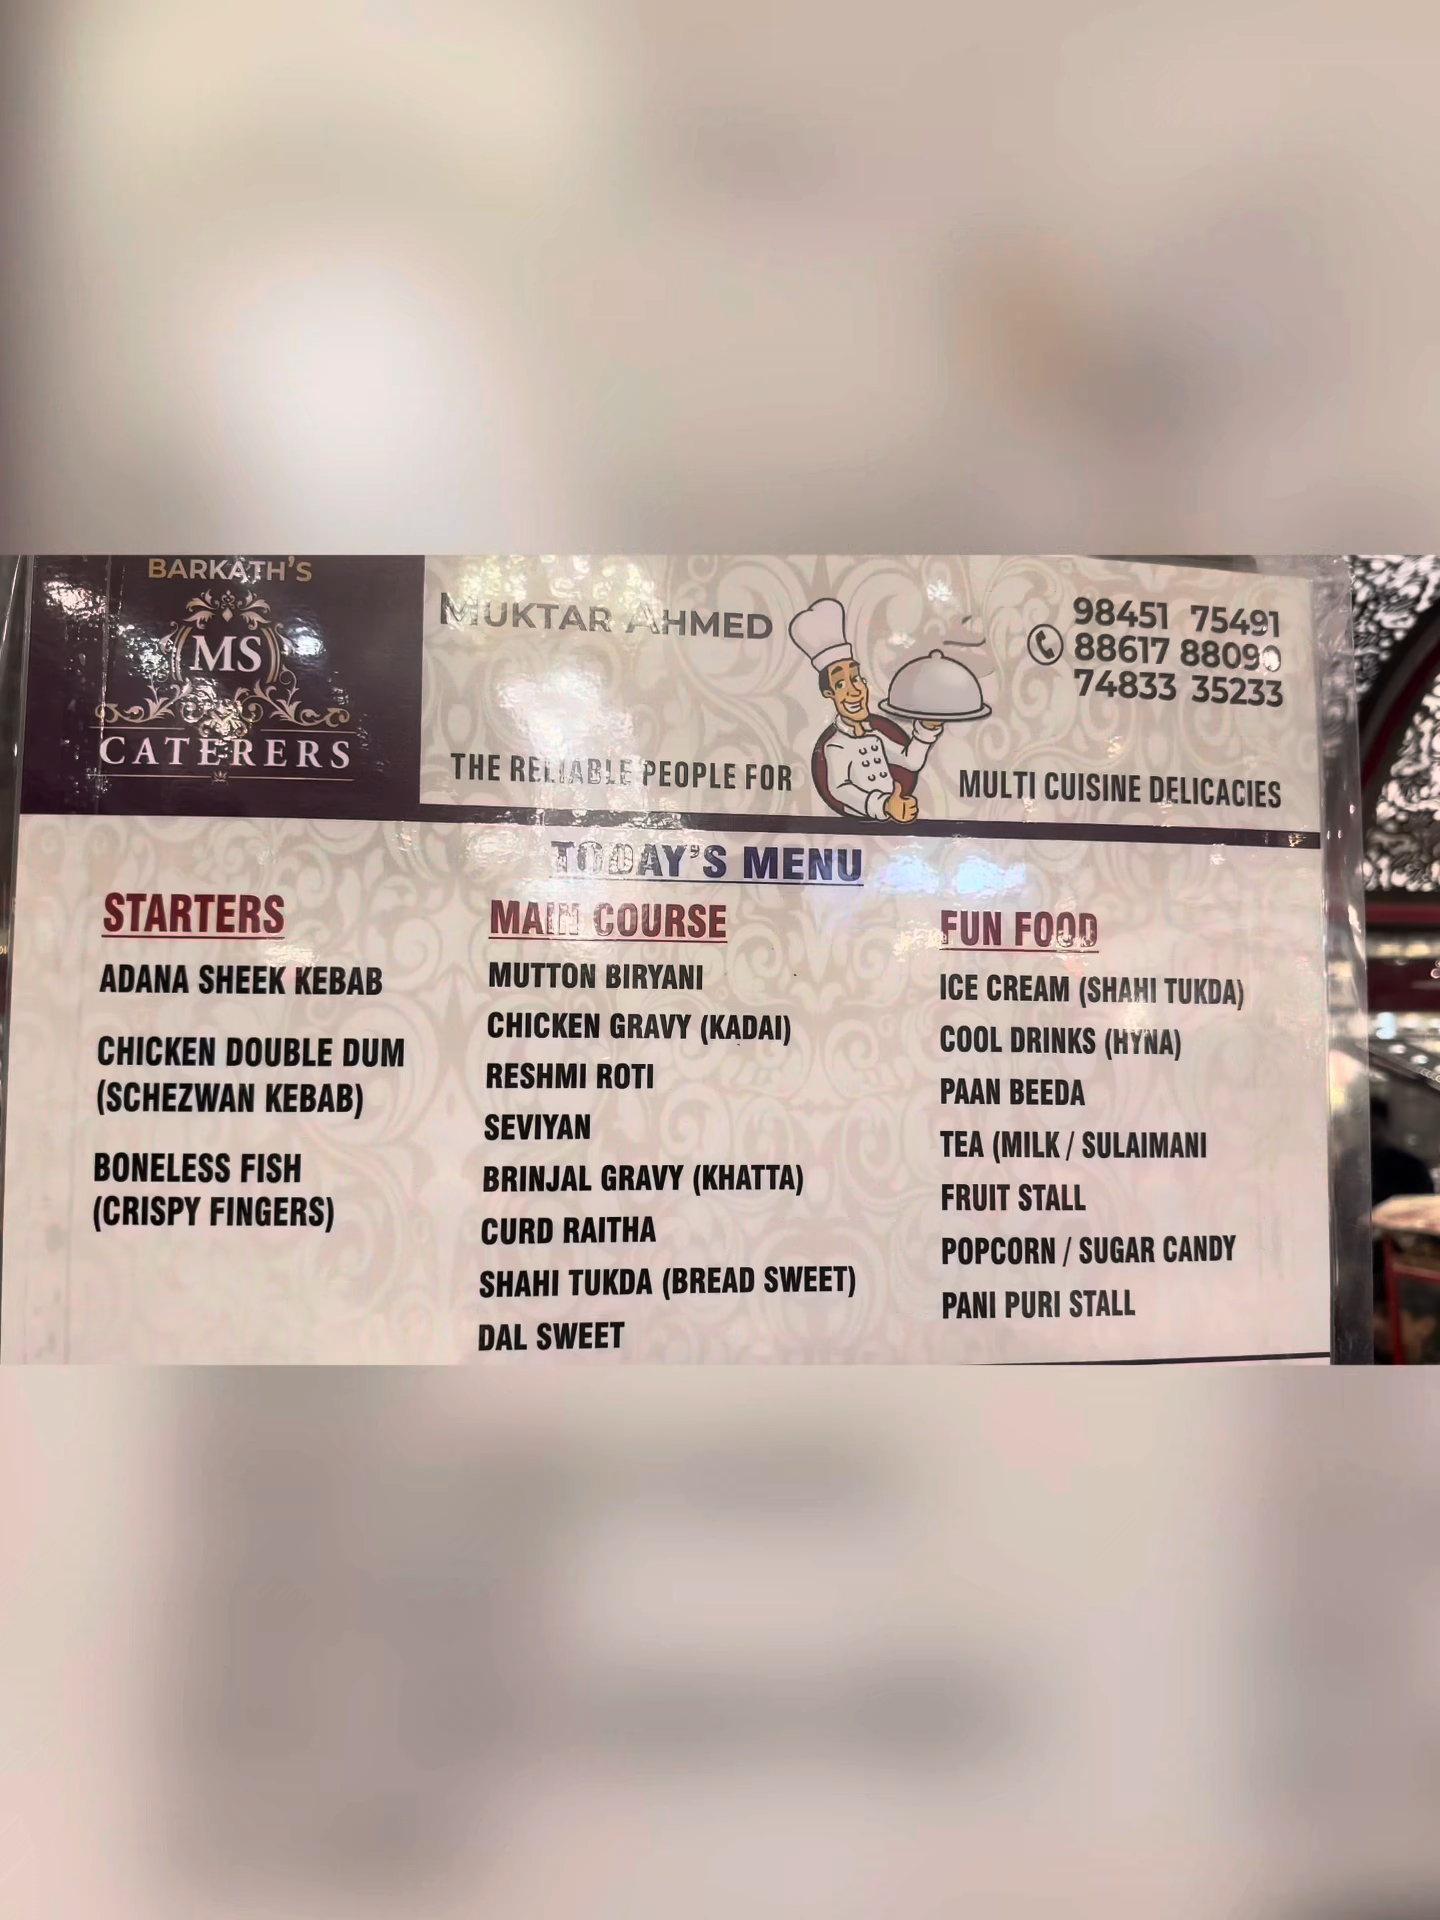 BARKATH'S
MS
CATERERS
MUKTAR AHMED
98451 75491
88617 88090
74833 35233
THE RELIABLE PEOPLE FOR
MULTI CUISINE DELICACIES
TODAY'S MENU
STARTERS
ADANA SHEEK KEBAB
CHICKEN DOUBLE DUM
(SCHEZWAN KEBAB)
BONELESS FISH
(CRISPY FINGERS)
MAIN COURSE
MUTTON BIRYANI
CHICKEN GRAVY (KADAI)
RESHMI ROTI
SEVIYAN
BRINJAL GRAVY (KHATTA)
CURD RAITHA
SHAHI TUKDA (BREAD SWEET)
DAL SWEET
FUN FOOD
ICE CREAM (SHAHI TUKDA)
COOL DRINKS (HYNA)
PAAN BEEDA
TEA (MILK / SULAIMANI
FRUIT STALL
POPCORN / SUGAR CANDY
PANI PURI STALL